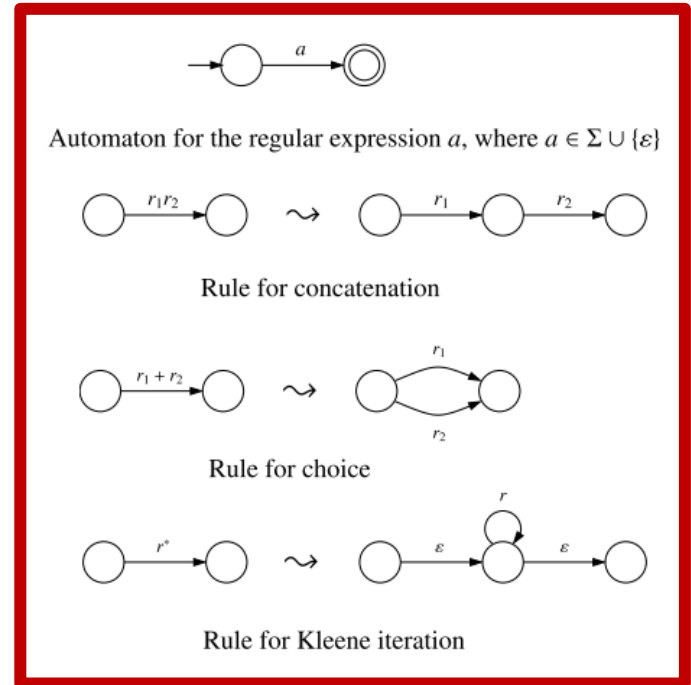 a
Automaton for the regular expression a, where a ∈ Σ ∪ {ε}
r₁r₂ ⤳ r₁ r₂
Rule for concatenation
r₁
r₁ + r₂ ⤳
r₂
Rule for choice
r
r* ⤳ ε ε
Rule for Kleene iteration